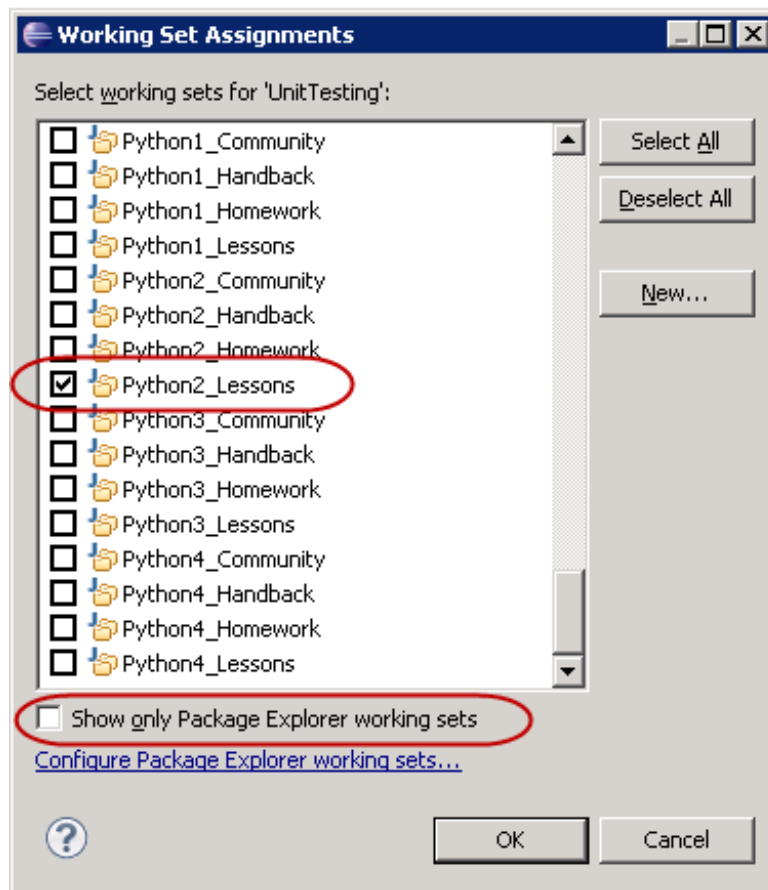 Working Set Assignments
Select working sets for 'UnitTesting':
Python1_Community
Python1_Handback
Python1_Homework
Python1_Lessons
Python2_Community
Python2_Handback
Python2_Homework
Python2_Lessons
Python3_Community
Python3_Handback
Python3_Homework
Python3_Lessons
Python4_Community
Python4_Handback
Python4_Homework
Python4_Lessons
Select All
Deselect All
New...
Show only Package Explorer working sets
Configure Package Explorer working sets...
?
OK
Cancel